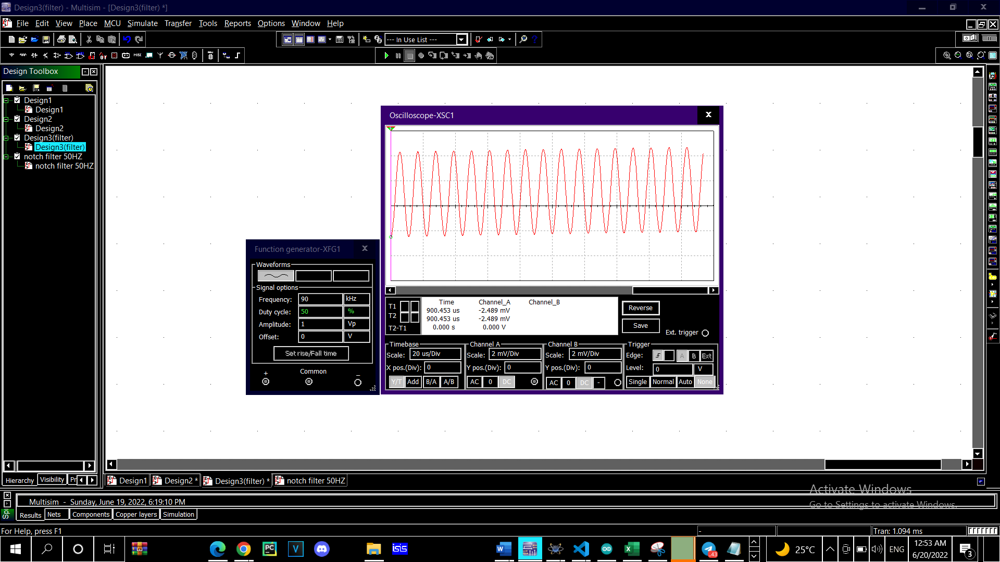 Design3(filter) - Multisim - [Design3(filter) *]
File Edit View Place MCU Simulate Transfer Tools Reports Options Window Help
--- In Use List ---
MISC
Design Toolbox
Design1
Design1
Design2
Design2
Design3(filter)
Design3(filter)
notch filter 50HZ
notch filter 50HZ
Oscilloscope-XSC1
Function generator-XFG1
Waveforms
Signal options
Frequency: 90 kHz
Duty cycle: 50 %
Amplitude: 1 Vp
Offset: 0 V
Set rise/Fall time
+ Common −
Time Channel_A Channel_B
T1 900.453 us -2.489 mV
T2 900.453 us -2.489 mV
T2-T1 0.000 s 0.000 V
Reverse
Save
Ext. trigger
Timebase
Scale: 20 us/Div
X pos.(Div): 0
Y/T Add B/A A/B
Channel A
Scale: 2 mV/Div
Y pos.(Div): 0
AC 0 DC
Channel B
Scale: 2 mV/Div
Y pos.(Div): 0
AC 0 DC -
Trigger
Edge: A B Ext
Level: 0 V
Single Normal Auto None
Hierarchy Visibility Pr
Design1 Design2 * Design3(filter) * notch filter 50HZ
Activate Windows
Go to Settings to activate Windows.
Multisim - Sunday, June 19, 2022, 6:19:10 PM
Results Nets Components Copper layers Simulation
Sp
For Help, press F1
-
Tran: 1.094 ms
PC
V
isis
W
X
43
25°C
ENG
12:53 AM
6/20/2022
3